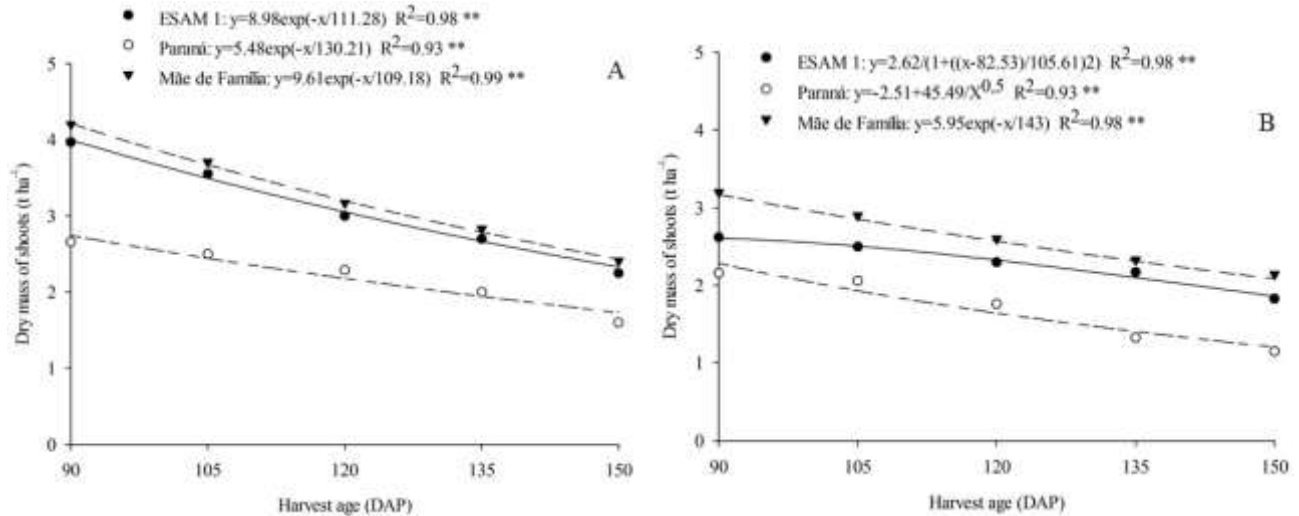 ESAM 1: y=8.98exp(-x/111.28) R²=0.98 **
Paraná: y=5.48exp(-x/130.21) R²=0.93 **
Mãe de Família: y=9.61exp(-x/109.18) R²=0.99 **
A
5
4
3
2
1
0
Dry mass of shoots (t ha⁻¹)
90 105 120 135 150
Harvest age (DAP)
ESAM 1: y=2.62/(1+((x-82.53)/105.61)2) R²=0.98 **
Paraná: y=-2.51+45.49/X⁰·⁵ R²=0.93 **
Mãe de Família: y=5.95exp(-x/143) R²=0.98 **
B
5
4
3
2
1
0
Dry mass of shoots (t ha⁻¹)
90 105 120 135 150
Harvest age (DAP)